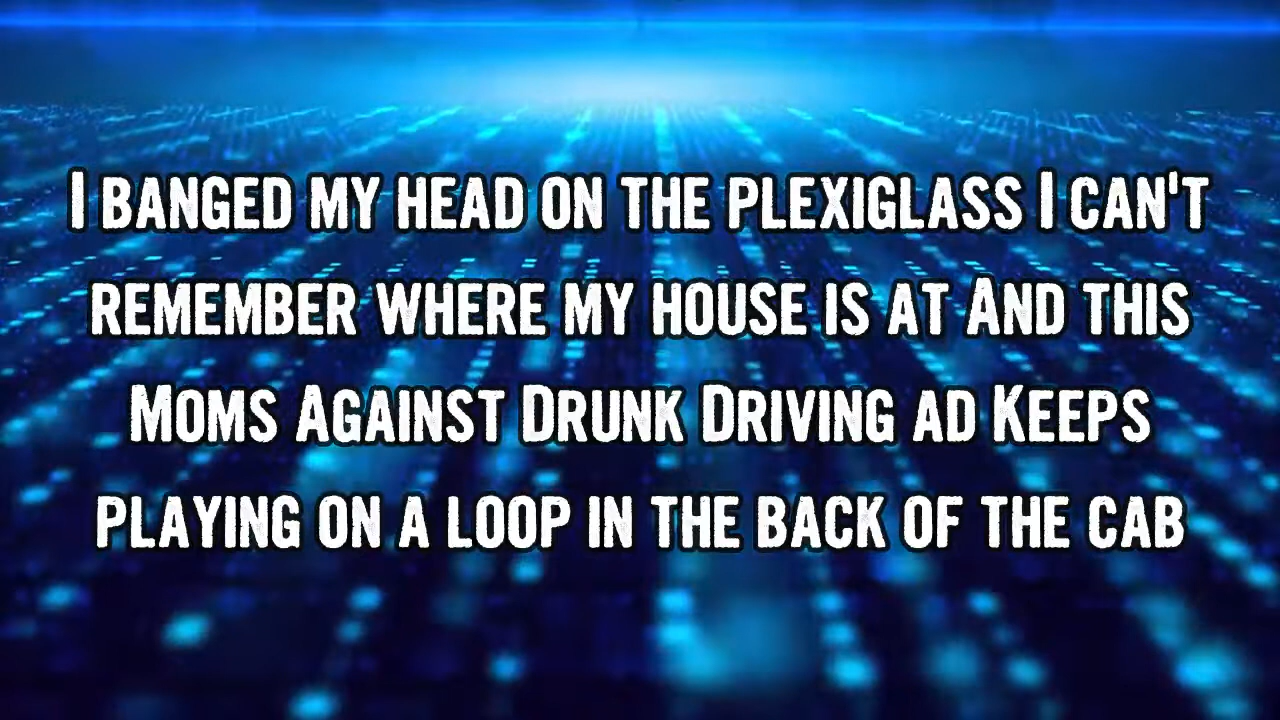 I banged my head on the plexiglass I can't
remember where my house is at And this
Moms Against Drunk Driving ad Keeps
playing on a loop in the back of the cab